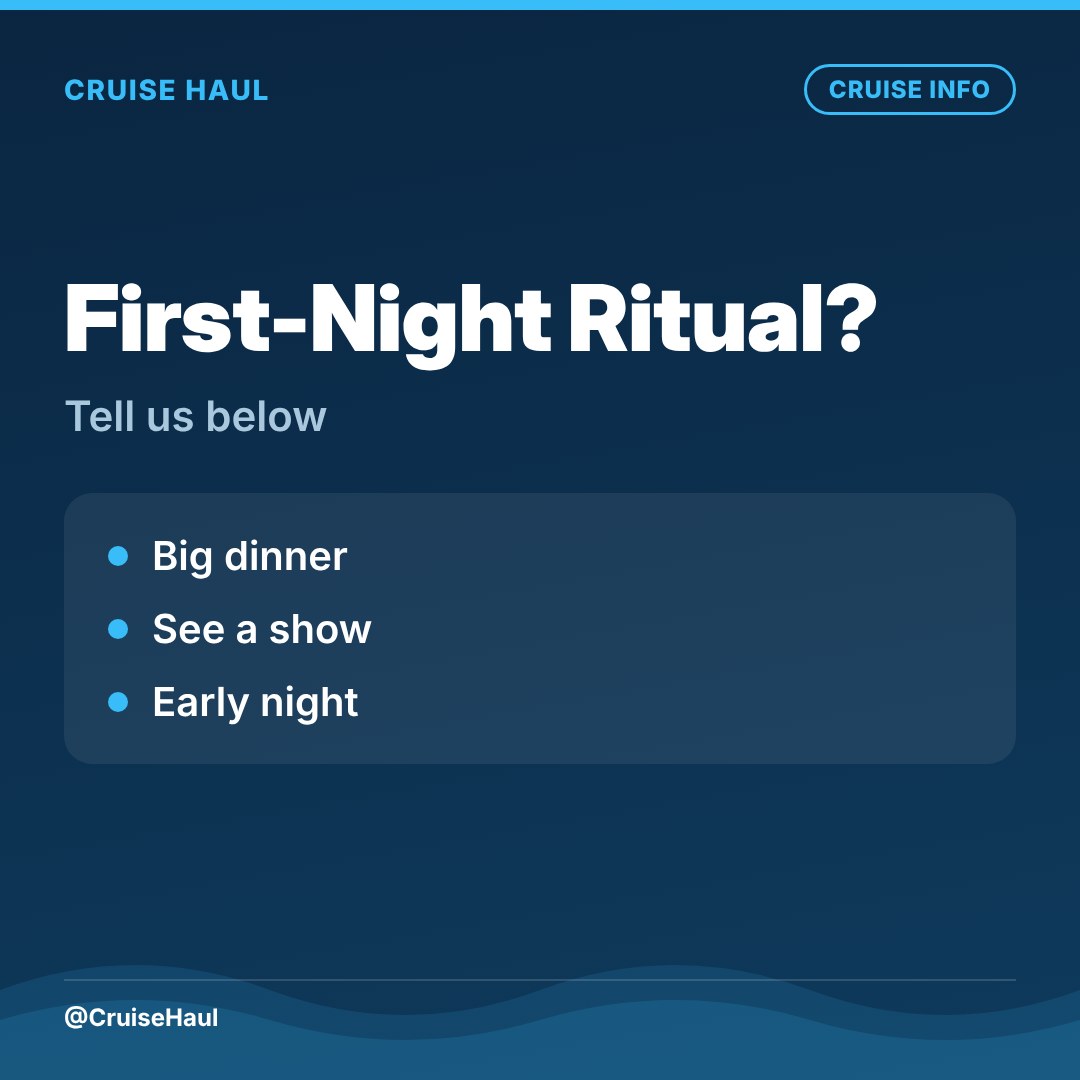 CRUISE HAUL
CRUISE INFO
First-Night Ritual?
Tell us below
Big dinner
See a show
Early night
@CruiseHaul